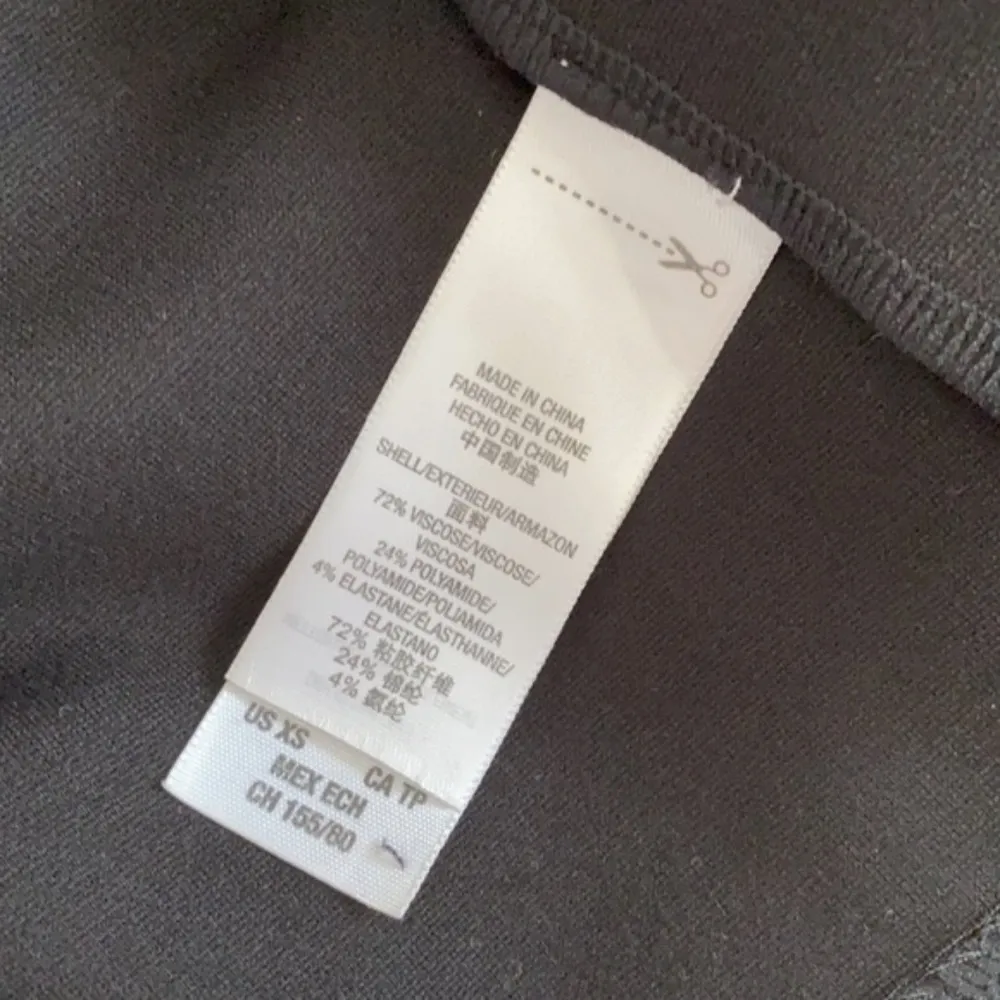 MADE IN CHINA
FABRIQUE EN CHINE
HECHO EN CHINA
中国制造
SHELL/EXTERIEUR/ARMAZON
面料
72% VISCOSE/VISCOSE/
VISCOSA
24% POLYAMIDE/
POLYAMIDE/POLIAMIDA
4% ELASTANE/ÉLASTHANNE/
ELASTANO
72% 粘胶纤维
24% 锦纶
4% 氨纶
US XS
CA TP
MEX ECH
CH 155/80